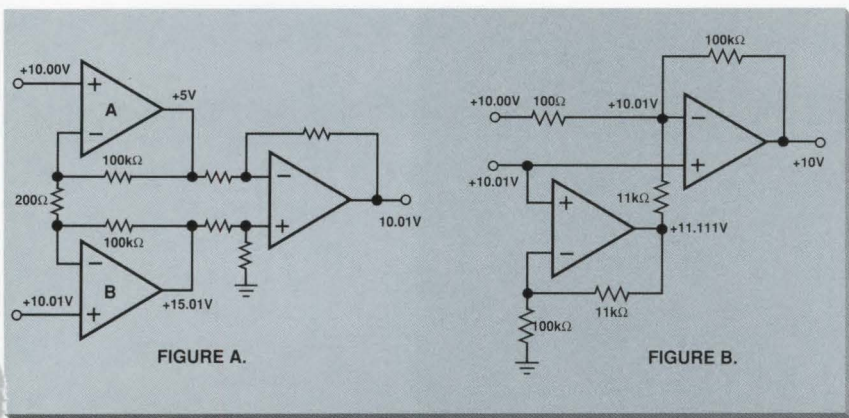 +10.00V
A
+5V
100kΩ
200Ω
100kΩ
B
+10.01V
+15.01V
10.01V
FIGURE A.
100kΩ
+10.00V
100Ω
+10.01V
+10.01V
11kΩ
+10V
+11.111V
11kΩ
100kΩ
FIGURE B.